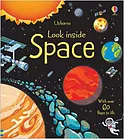 Usborne
Look inside
Space
With over
60
flaps to lift